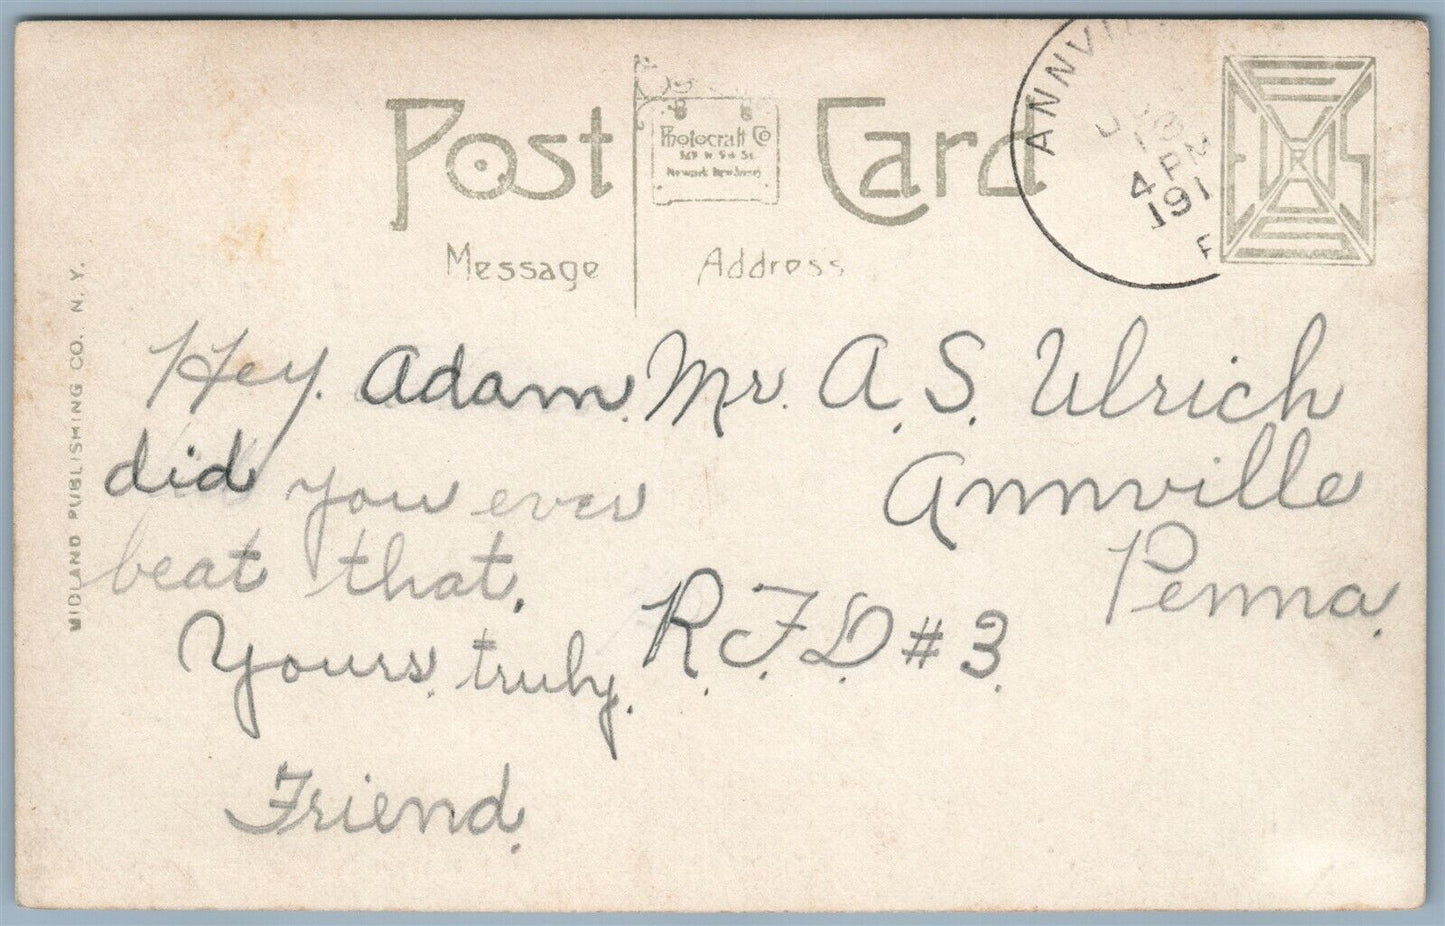 Post Card
Photocraft Co
Newark New Jersey
Message
Address
ANNVI
4 PM
191
MIDLAND PUBLISHING CO. N. Y.
Hey. Adam.
did you ever
beat that.
Yours. truly.
Friend.
Mr. A. S. Ulrich
Annville
Penna.
R. F. D. # 3.